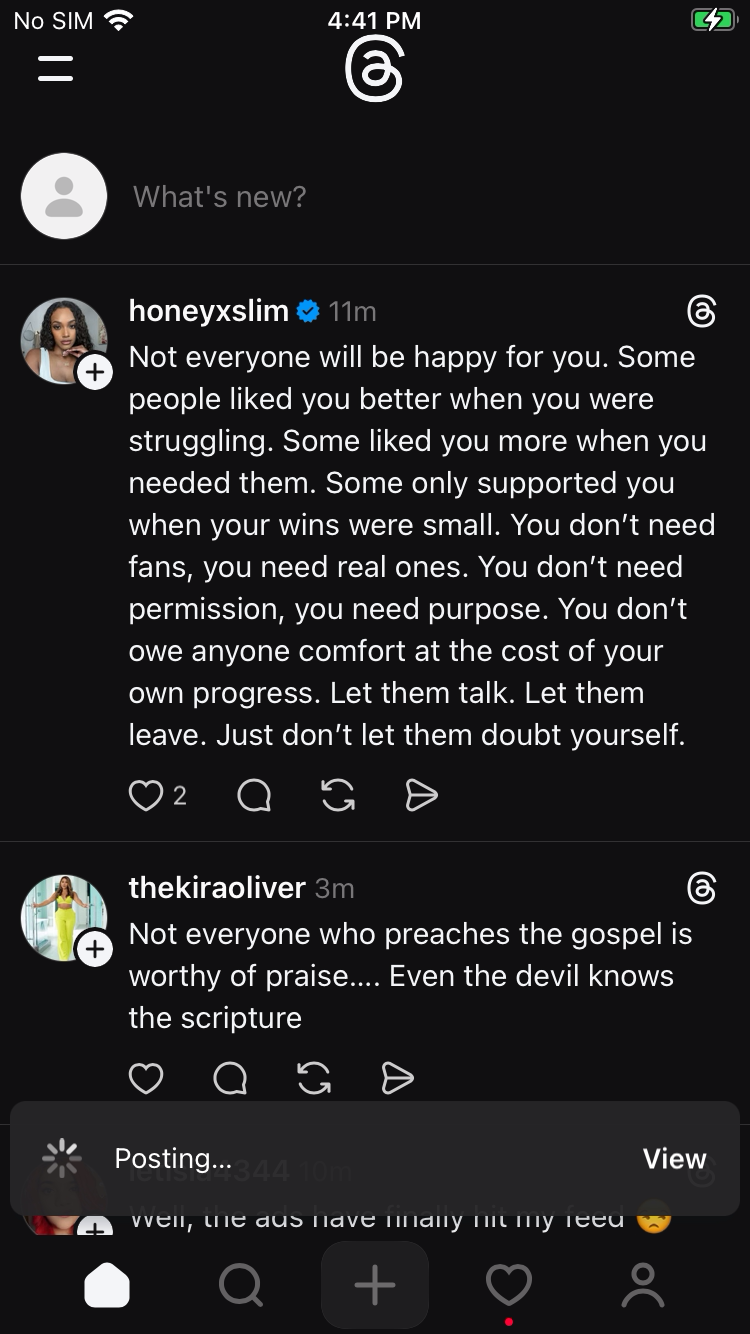 No SIM 4:41 PM
What's new?
honeyxslim 11m
Not everyone will be happy for you. Some
people liked you better when you were
struggling. Some liked you more when you
needed them. Some only supported you
when your wins were small. You don’t need
fans, you need real ones. You don’t need
permission, you need purpose. You don’t
owe anyone comfort at the cost of your
own progress. Let them talk. Let them
leave. Just don’t let them doubt yourself.
2
thekiraoliver 3m
Not everyone who preaches the gospel is
worthy of praise.... Even the devil knows
the scripture
Posting... View
10m
Well, the ads have finally hit my feed 😠